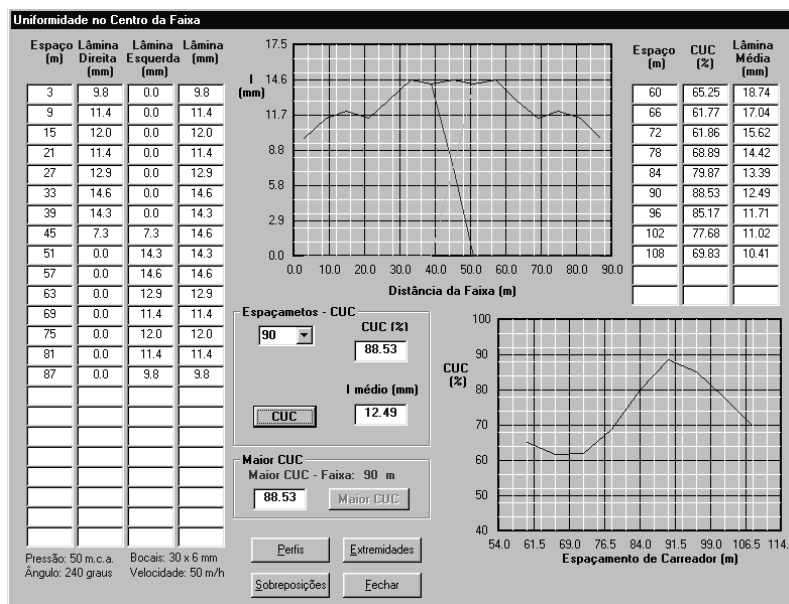 Uniformidade no Centro da Faixa
Espaço (m) Lâmina Direita (mm) Lâmina Esquerda (mm) Lâmina (mm)
3 9.8 0.0 9.8
9 11.4 0.0 11.4
15 12.0 0.0 12.0
21 11.4 0.0 11.4
27 12.9 0.0 12.9
33 14.6 0.0 14.6
39 14.3 0.0 14.3
45 7.3 7.3 14.6
51 0.0 14.3 14.3
57 0.0 14.6 14.6
63 0.0 12.9 12.9
69 0.0 11.4 11.4
75 0.0 12.0 12.0
81 0.0 11.4 11.4
87 0.0 9.8 9.8
Pressão: 50 m.c.a. Bocais: 30 x 6 mm
Ângulo: 240 graus Velocidade: 50 m/h
I (mm)
17.5
14.6
11.7
8.8
5.8
2.9
0.0
0.0 10.0 20.0 30.0 40.0 50.0 60.0 70.0 80.0 90.0
Distância da Faixa (m)
Espaço (m) CUC (%) Lâmina Média (mm)
60 65.25 18.74
66 61.77 17.04
72 61.86 15.62
78 68.89 14.42
84 79.87 13.39
90 88.53 12.49
96 85.17 11.71
102 77.68 11.02
108 69.83 10.41
Espaçametos - CUC
90
CUC (%)
88.53
I médio (mm)
CUC
12.49
Maior CUC
Maior CUC - Faixa: 90 m
88.53 Maior CUC
Perfis Extremidades
Sobreposições Fechar
CUC (%)
100
90
80
70
60
50
40
54.0 61.5 69.0 76.5 84.0 91.5 99.0 106.5 114.
Espaçamento de Carreador (m)